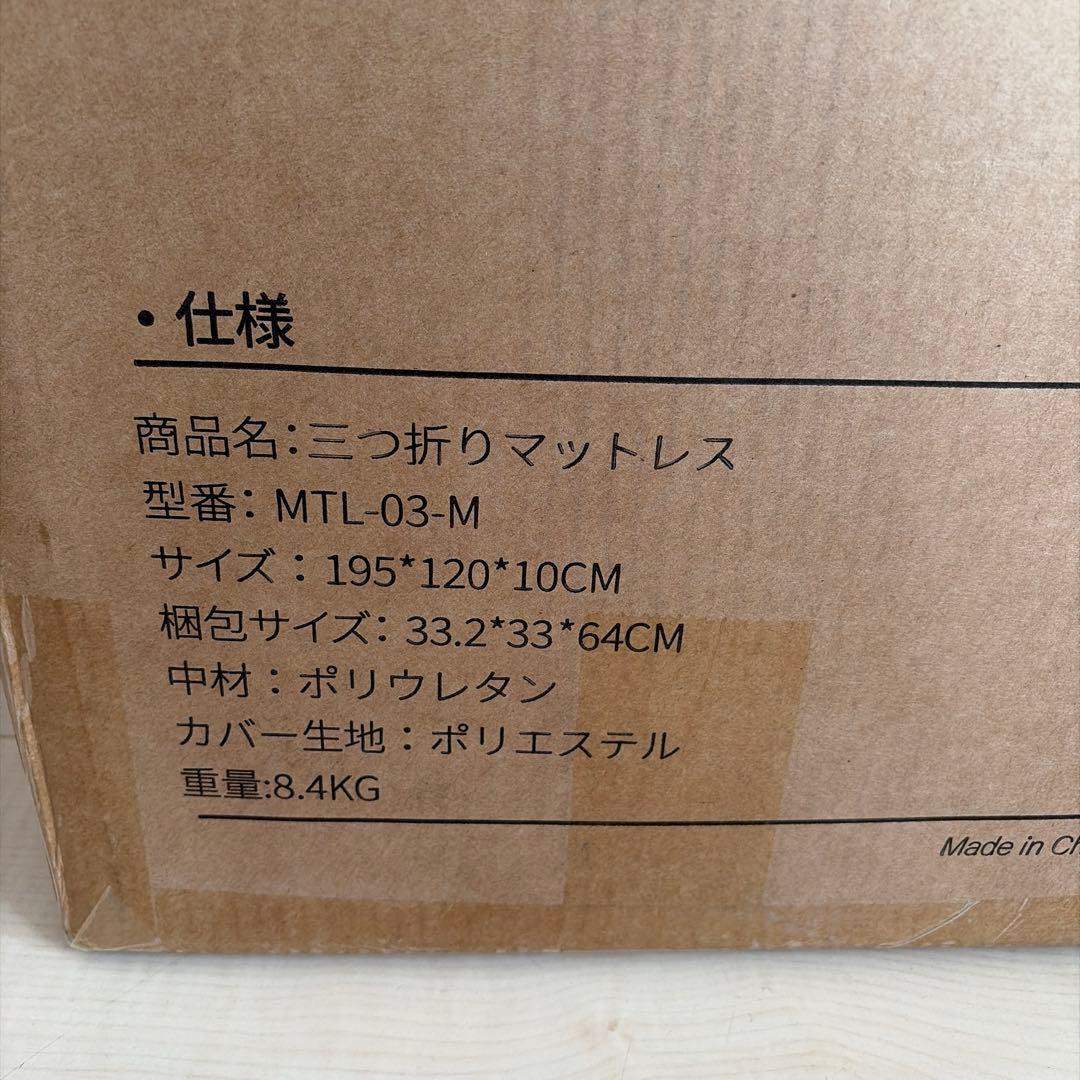 ・仕様
商品名：三つ折りマットレス
型番：MTL-03-M
サイズ：195*120*10CM
梱包サイズ：33.2*33*64CM
中材：ポリウレタン
カバー生地：ポリエステル
重量:8.4KG
Made in